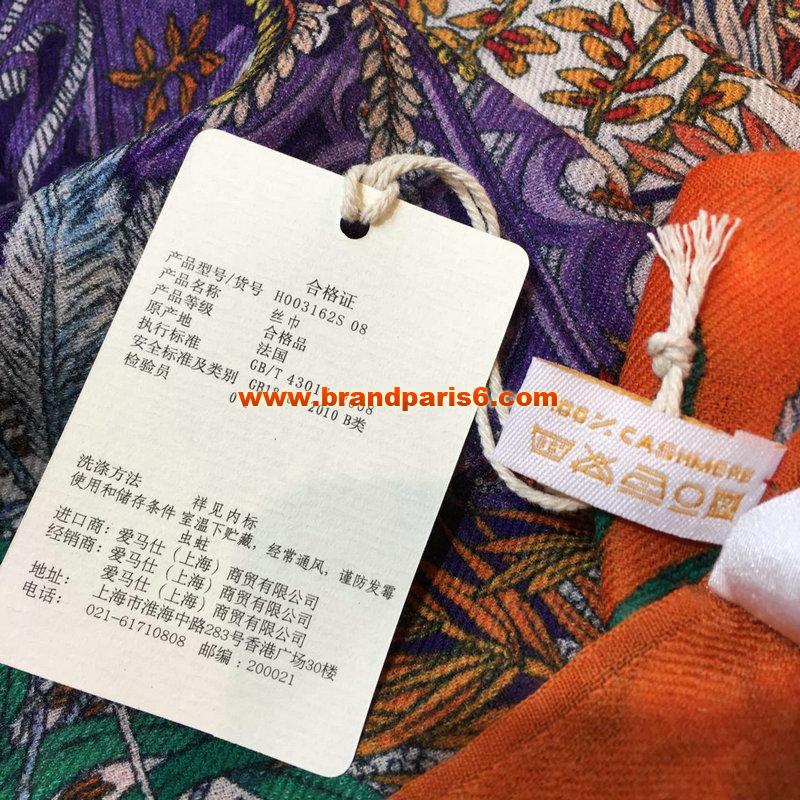 合格证
产品型号/货号 H003162S 08
产品名称 丝巾
产品等级 合格品
原产地 法国
执行标准 GB/T 4301
安全标准及类别 GB18 2010 B类
检验员 0
洗涤方法 祥见内标
使用和储存条件 室温下贮藏，经常通风，谨防发霉
虫蛀
进口商：爱马仕（上海）商贸有限公司
经销商：爱马仕（上海）商贸有限公司
爱马仕（上海）商贸有限公司
地址：上海市淮海中路283号香港广场30楼
电话：021-61710808 邮编：200021
www.brandparis6.com
100% CASHMERE